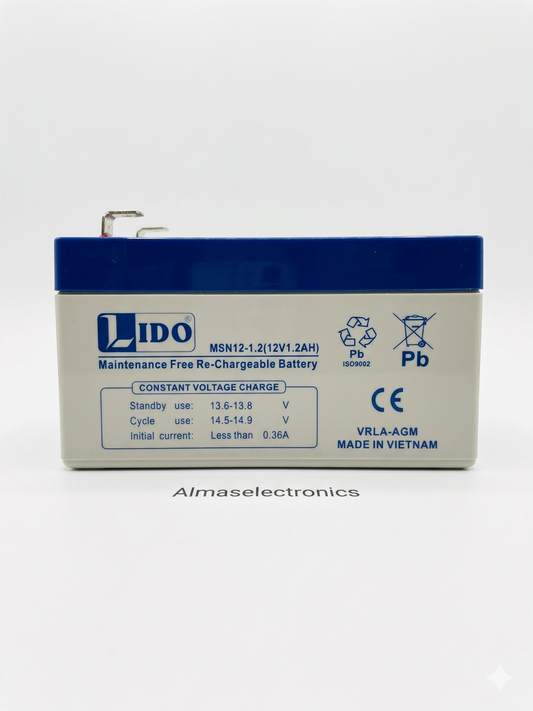 LIDO®
MSN12-1.2(12V1.2AH)
Maintenance Free Re-Chargeable Battery
CONSTANT VOLTAGE CHARGE
Standby use: 13.6-13.8 V
Cycle use: 14.5-14.9 V
Initial current: Less than 0.36A
Pb
ISO9002
Pb
CE
VRLA-AGM
MADE IN VIETNAM
Almaselectronics